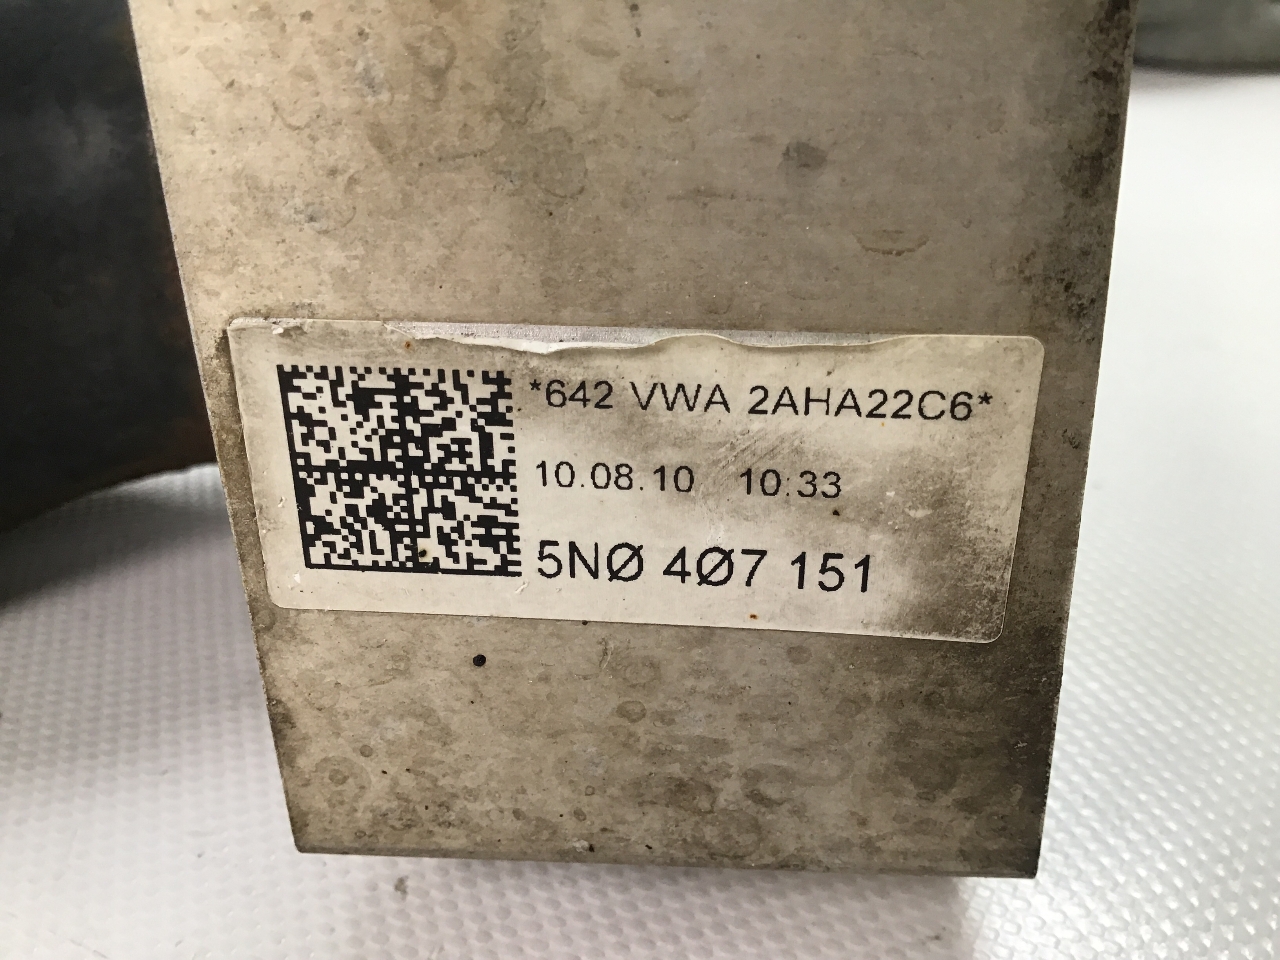 *642 VWA 2AHA22C6*
10.08.10 10:33
5NØ 4Ø7 151